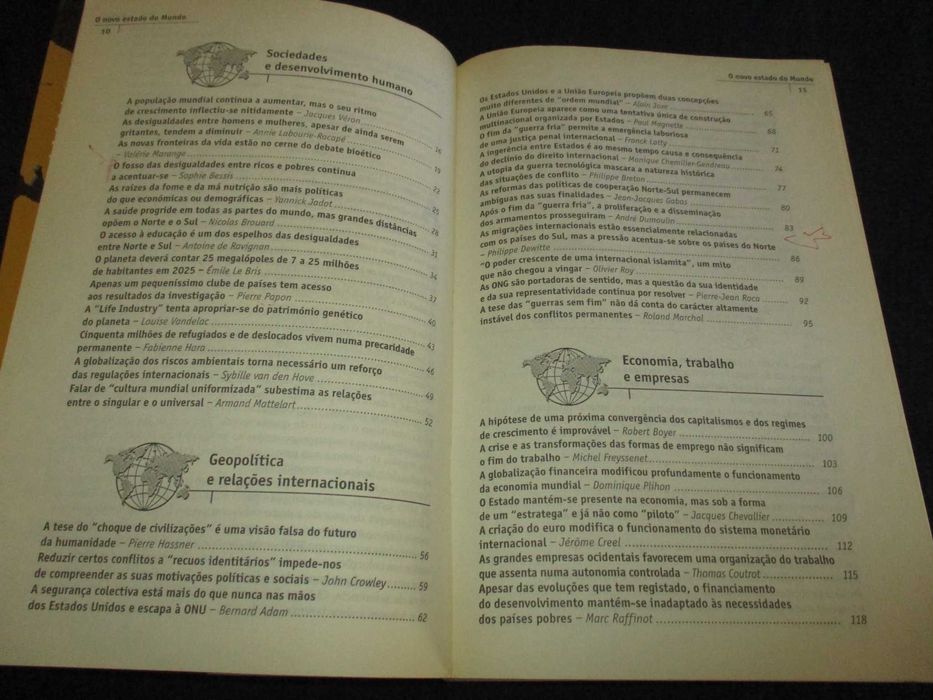 O novo estado do Mundo
10
Sociedades
e desenvolvimento humano
A população mundial continua a aumentar, mas o seu ritmo
de crescimento inflectiu-se nitidamente – Jacques Véron
As desigualdades entre homens e mulheres, apesar de ainda serem 16
gritantes, tendem a diminuir – Annie Labourie-Racapé
As novas fronteiras da vida estão no cerne do debate bioético 19
– Valérie Marange
O fosso das desigualdades entre ricos e pobres continua 22
a acentuar-se – Sophie Bessis
As raízes da fome e da má nutrição são mais políticas 25
do que económicas ou demográficas – Yannick Jadot
A saúde progride em todas as partes do mundo, mas grandes distâncias 28
opõem o Norte e o Sul – Nicolas Brouard
O acesso à educação é um dos espelhos das desigualdades 31
entre Norte e Sul – Antoine de Ravignan
O planeta deverá contar 25 megalópoles de 7 a 25 milhões 34
de habitantes em 2025 – Émile Le Bris
Apenas um pequeníssimo clube de países tem acesso 37
aos resultados da investigação – Pierre Papon
A "Life Industry" tenta apropriar-se do património genético 40
do planeta – Louise Vandelac
Cinquenta milhões de refugiados e de deslocados vivem numa precaridade 43
permanente – Fabienne Hara
A globalização dos riscos ambientais torna necessário um reforço 46
das regulações internacionais – Sybille van den Hove
Falar de "cultura mundial uniformizada" subestima as relações 49
entre o singular e o universal – Armand Mattelart
52
Geopolítica
e relações internacionais
A tese do "choque de civilizações" é uma visão falsa do futuro
da humanidade – Pierre Hassner 56
Reduzir certos conflitos a "recuos identitários" impede-nos
de compreender as suas motivações políticas e sociais – John Crowley 59
A segurança colectiva está mais do que nunca nas mãos
dos Estados Unidos e escapa à ONU – Bernard Adam 62
O novo estado do Mundo
11
Os Estados Unidos e a União Europeia propõem duas concepções
muito diferentes de "ordem mundial" – Alain Joxe 65
A União Europeia aparece como uma tentativa única de construção
multinacional organizada por Estados – Paul Magnette 68
O fim da "guerra fria" permite a emergência laboriosa
de uma justiça penal internacional – Franck Latty 71
A ingerência entre Estados é ao mesmo tempo causa e consequência
do declínio do direito internacional – Monique Chemillier-Gendreau 74
A utopia da guerra tecnológica mascara a natureza histórica
das situações de conflito – Philippe Breton 77
As reformas das políticas de cooperação Norte-Sul permanecem
ambíguas nas suas finalidades – Jean-Jacques Gabas 80
Após o fim da "guerra fria", a proliferação e a disseminação
dos armamentos prosseguiram – André Dumoulin 83
As migrações internacionais estão essencialmente relacionadas
com os países do Sul, mas a pressão acentua-se sobre os países do Norte
– Philippe Dewitte 86
"O poder crescente de uma internacional islamita", um mito
que não chegou a vingar – Olivier Roy 89
As ONG são portadoras de sentido, mas a questão da sua identidade
e da sua representatividade continua por resolver – Pierre-Jean Roca 92
A tese das "guerras sem fim" não dá conta do carácter altamente
instável dos conflitos permanentes – Roland Marchal 95
Economia, trabalho
e empresas
A hipótese de uma próxima convergência dos capitalismos e dos regimes
de crescimento é improvável – Robert Boyer 100
A crise e as transformações das formas de emprego não significam
o fim do trabalho – Michel Freyssenet 103
A globalização financeira modificou profundamente o funcionamento
da economia mundial – Dominique Plihon 106
O Estado mantém-se presente na economia, mas sob a forma
de um "estratega" e já não como "piloto" – Jacques Chevallier 109
A criação do euro modifica o funcionamento do sistema monetário
internacional – Jérôme Creel 112
As grandes empresas ocidentais favorecem uma organização do trabalho
que assenta numa autonomia controlada – Thomas Coutrot 115
Apesar das evoluções que tem registado, o financiamento
do desenvolvimento mantém-se inadaptado às necessidades
dos países pobres – Marc Raffinot 118